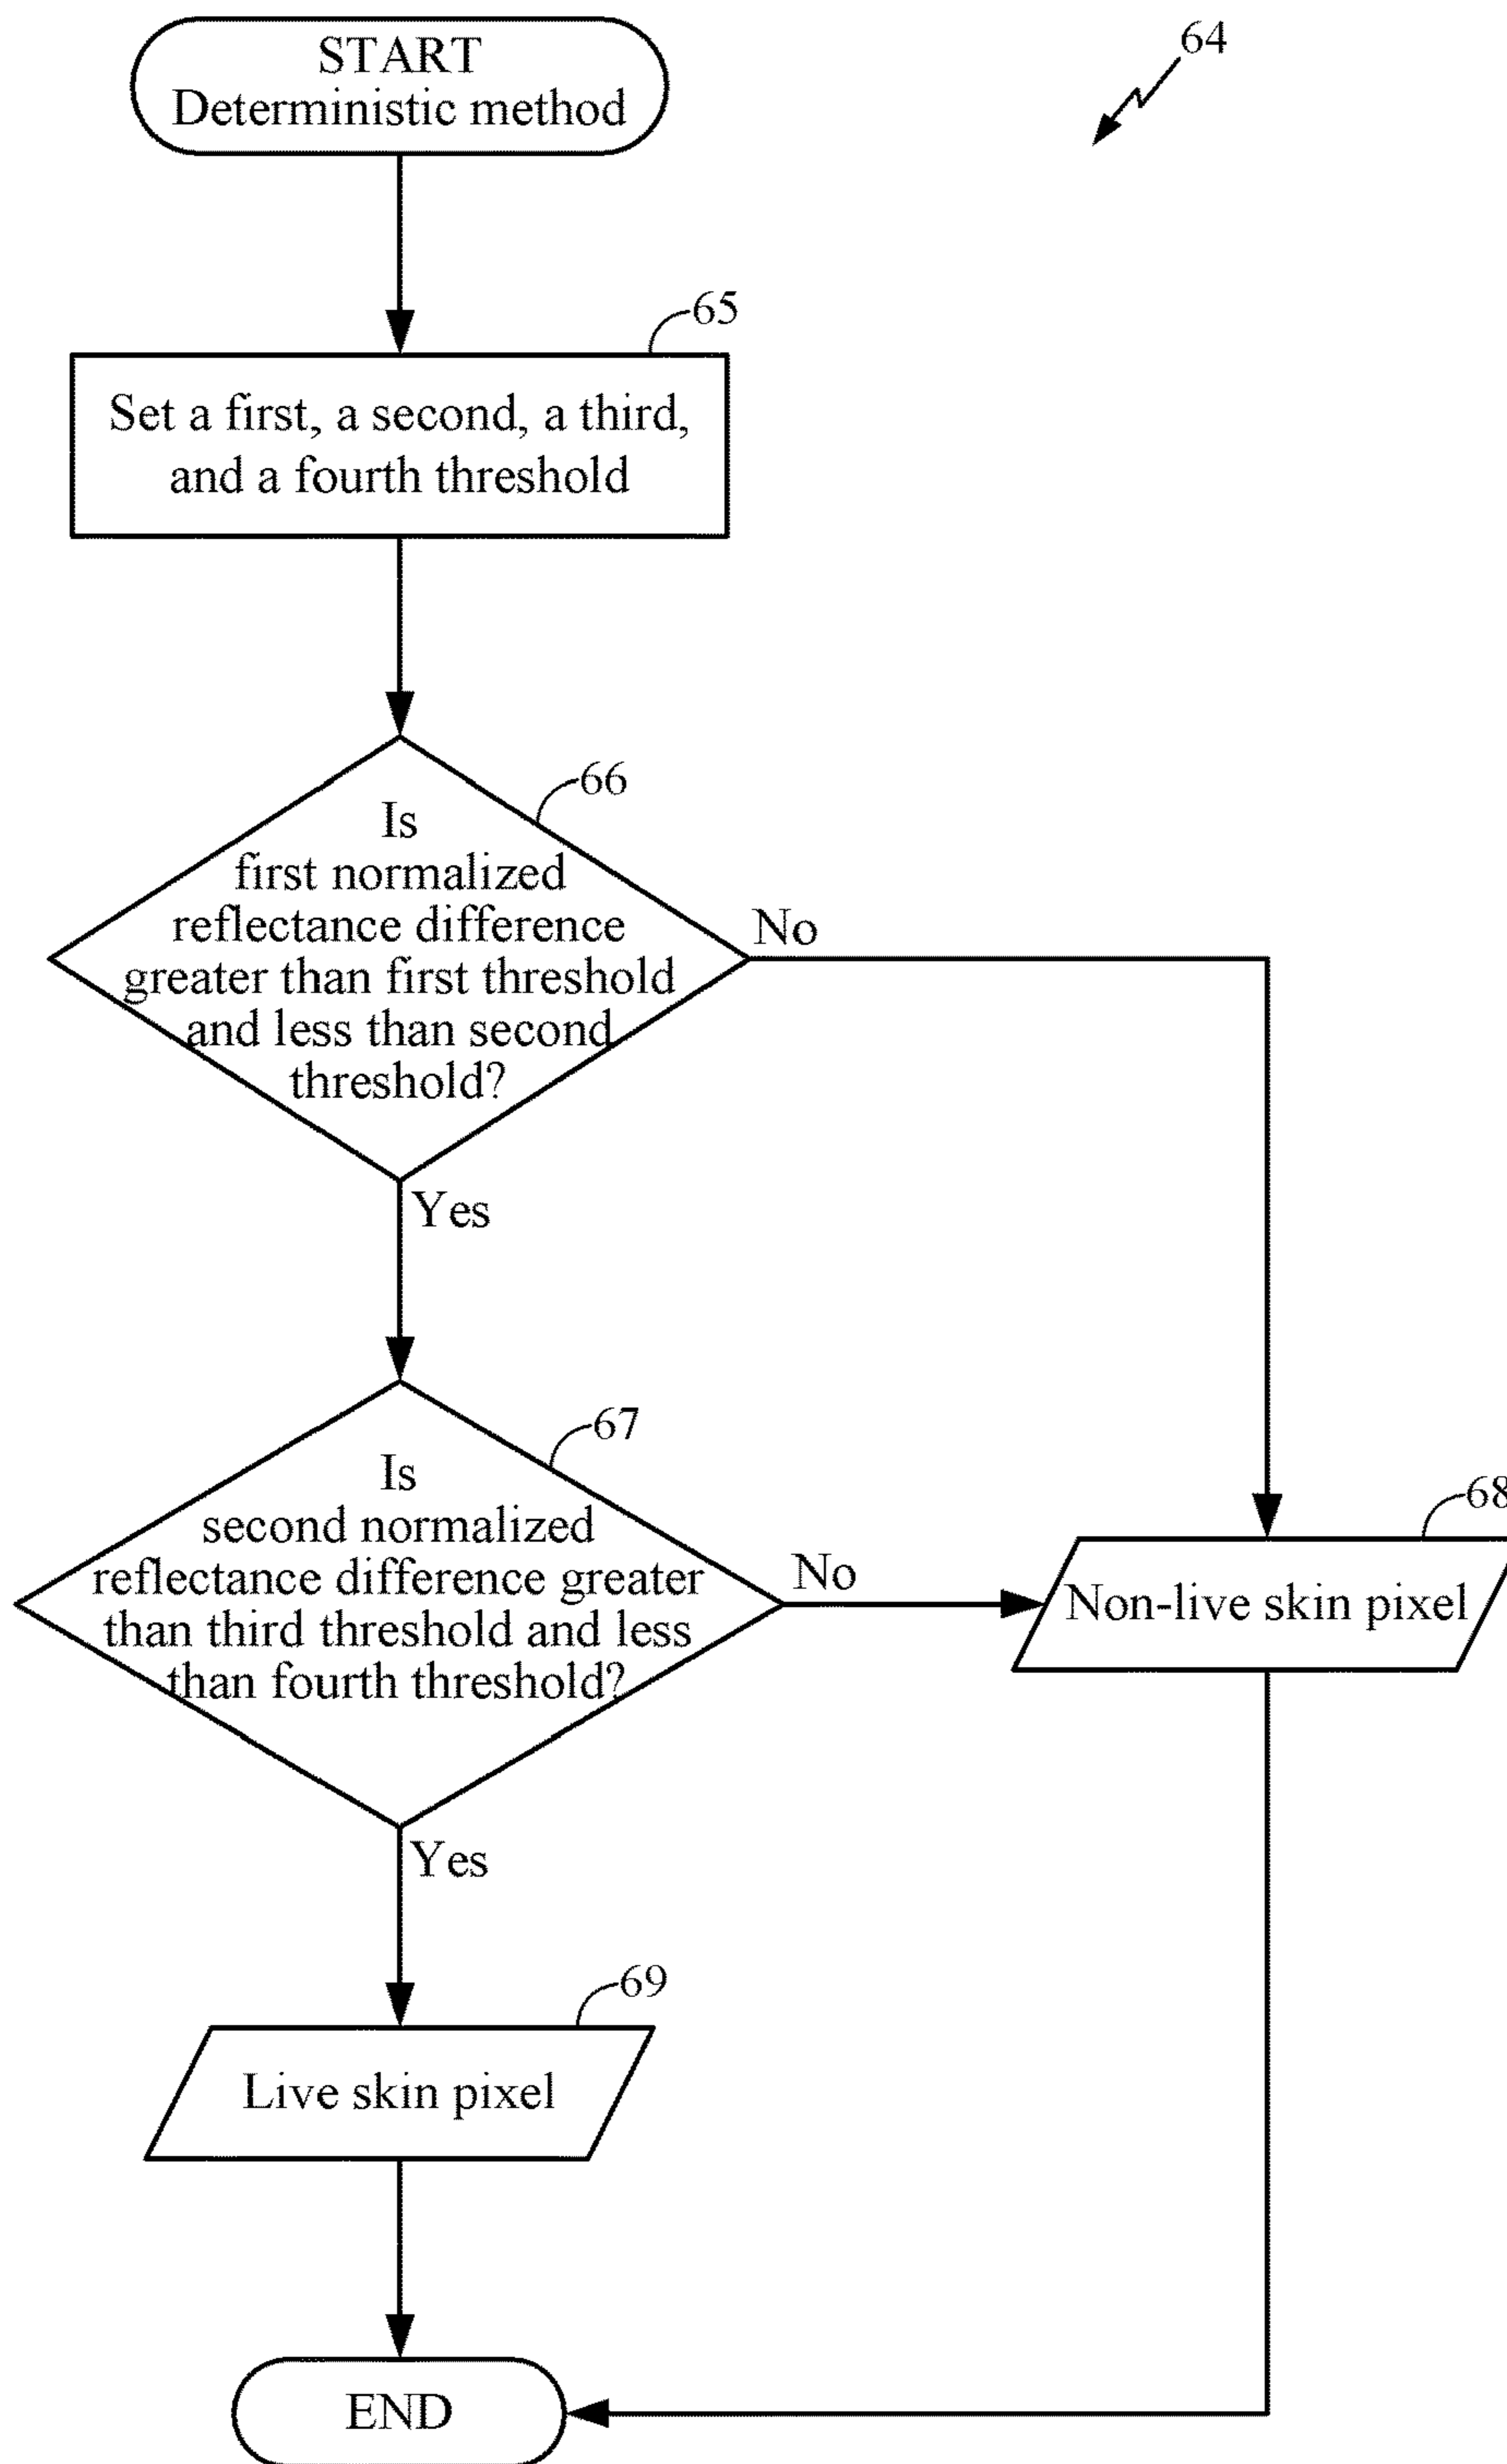 START
Deterministic method
64
65
Set a first, a second, a third,
and a fourth threshold
66
Is
first normalized
reflectance difference
greater than first threshold
and less than second
threshold?
No
Yes
67
Is
second normalized
reflectance difference greater
than third threshold and less
than fourth threshold?
No
68
Non-live skin pixel
Yes
69
Live skin pixel
END